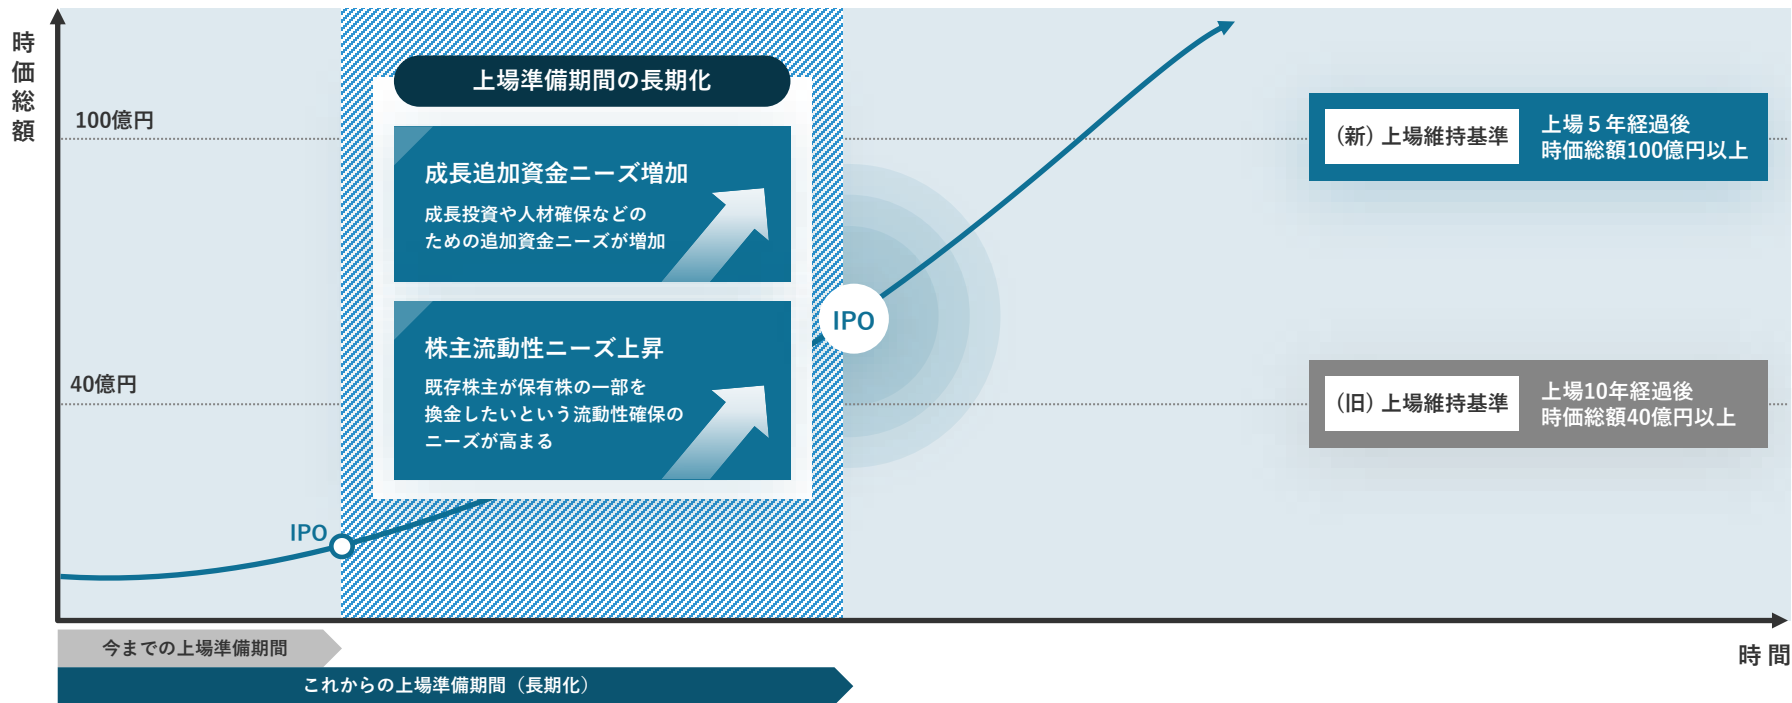 時価総額
100億円
40億円
上場準備期間の長期化
成長追加資金ニーズ増加
成長投資や人材確保などの
ための追加資金ニーズが増加
株主流動性ニーズ上昇
既存株主が保有株の一部を
換金したいという流動性確保の
ニーズが高まる
IPO
IPO
（新）上場維持基準
上場５年経過後
時価総額100億円以上
（旧）上場維持基準
上場10年経過後
時価総額40億円以上
今までの上場準備期間
これからの上場準備期間（長期化）
時間